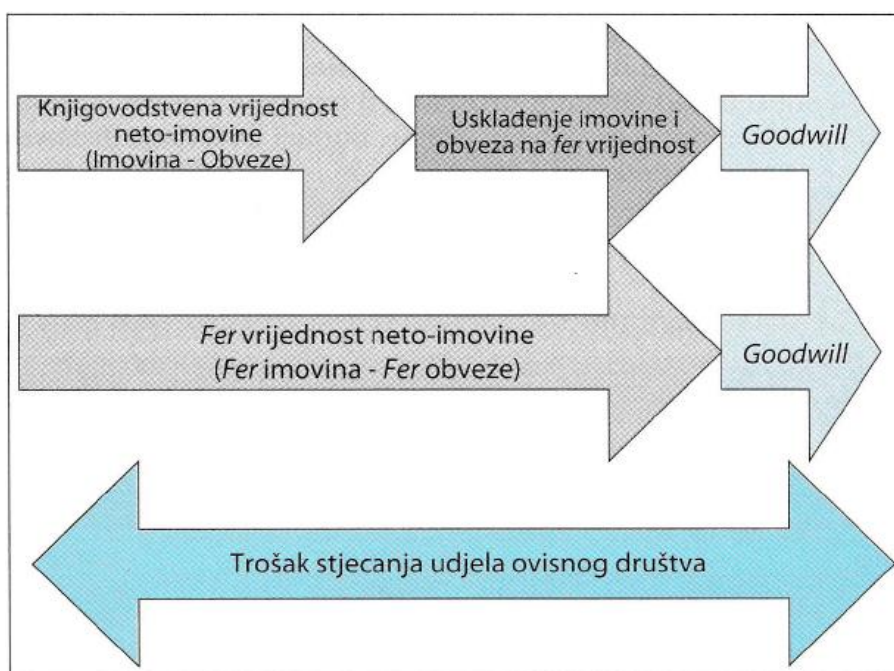 Knjigovodstvena vrijednost
neto-imovine
(Imovina - Obveze)
Usklađenje imovine i
obveza na fer vrijednost
Goodwill
Fer vrijednost neto-imovine
(Fer imovina - Fer obveze)
Goodwill
Trošak stjecanja udjela ovisnog društva